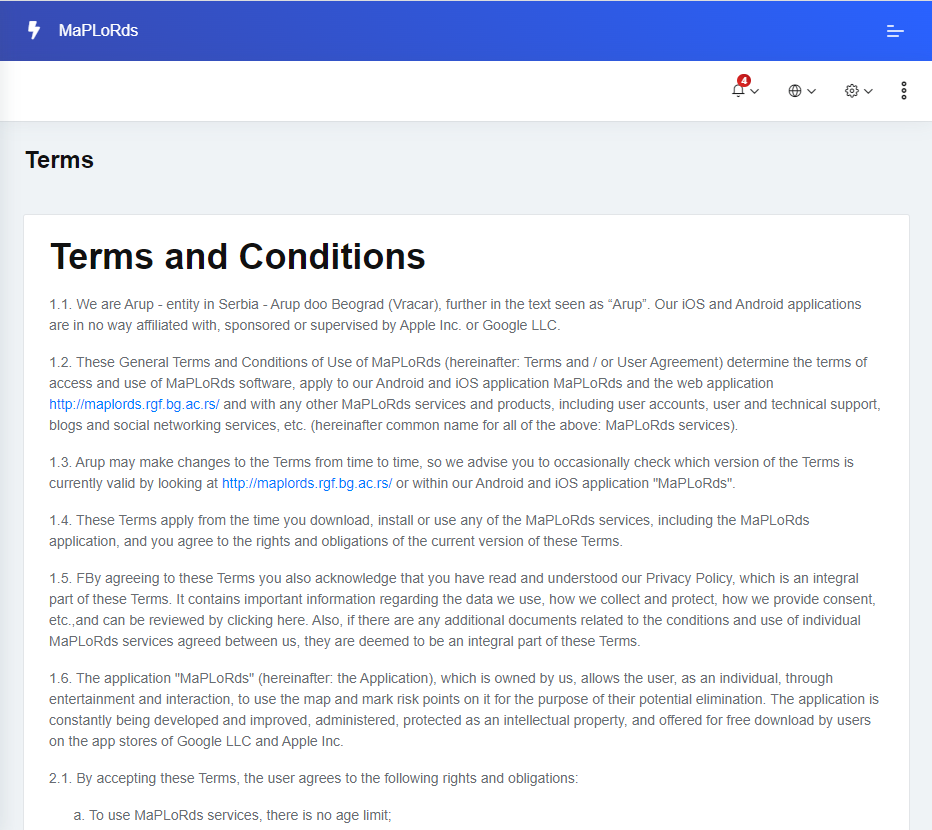 MaPLoRds
4
Terms
Terms and Conditions
1.1. We are Arup - entity in Serbia - Arup doo Beograd (Vracar), further in the text seen as “Arup”. Our iOS and Android applications
are in no way affiliated with, sponsored or supervised by Apple Inc. or Google LLC.
1.2. These General Terms and Conditions of Use of MaPLoRds (hereinafter: Terms and / or User Agreement) determine the terms of
access and use of MaPLoRds software, apply to our Android and iOS application MaPLoRds and the web application
http://maplords.rgf.bg.ac.rs/ and with any other MaPLoRds services and products, including user accounts, user and technical support,
blogs and social networking services, etc. (hereinafter common name for all of the above: MaPLoRds services).
1.3. Arup may make changes to the Terms from time to time, so we advise you to occasionally check which version of the Terms is
currently valid by looking at http://maplords.rgf.bg.ac.rs/ or within our Android and iOS application "MaPLoRds".
1.4. These Terms apply from the time you download, install or use any of the MaPLoRds services, including the MaPLoRds
application, and you agree to the rights and obligations of the current version of these Terms.
1.5. FBy agreeing to these Terms you also acknowledge that you have read and understood our Privacy Policy, which is an integral
part of these Terms. It contains important information regarding the data we use, how we collect and protect, how we provide consent,
etc.,and can be reviewed by clicking here. Also, if there are any additional documents related to the conditions and use of individual
MaPLoRds services agreed between us, they are deemed to be an integral part of these Terms.
1.6. The application "MaPLoRds" (hereinafter: the Application), which is owned by us, allows the user, as an individual, through
entertainment and interaction, to use the map and mark risk points on it for the purpose of their potential elimination. The application is
constantly being developed and improved, administered, protected as an intellectual property, and offered for free download by users
on the app stores of Google LLC and Apple Inc.
2.1. By accepting these Terms, the user agrees to the following rights and obligations:
a. To use MaPLoRds services, there is no age limit;